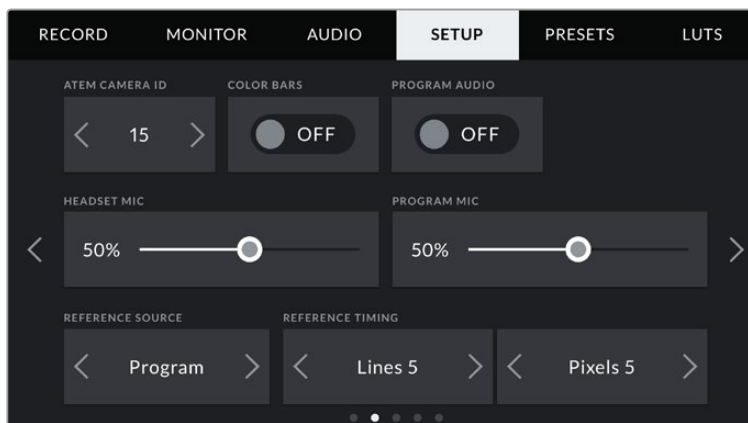 RECORD MONITOR AUDIO SETUP PRESETS LUTS
ATEM CAMERA ID COLOR BARS PROGRAM AUDIO
15 OFF OFF
HEADSET MIC PROGRAM MIC
50% 50%
REFERENCE SOURCE REFERENCE TIMING
Program Lines 5 Pixels 5